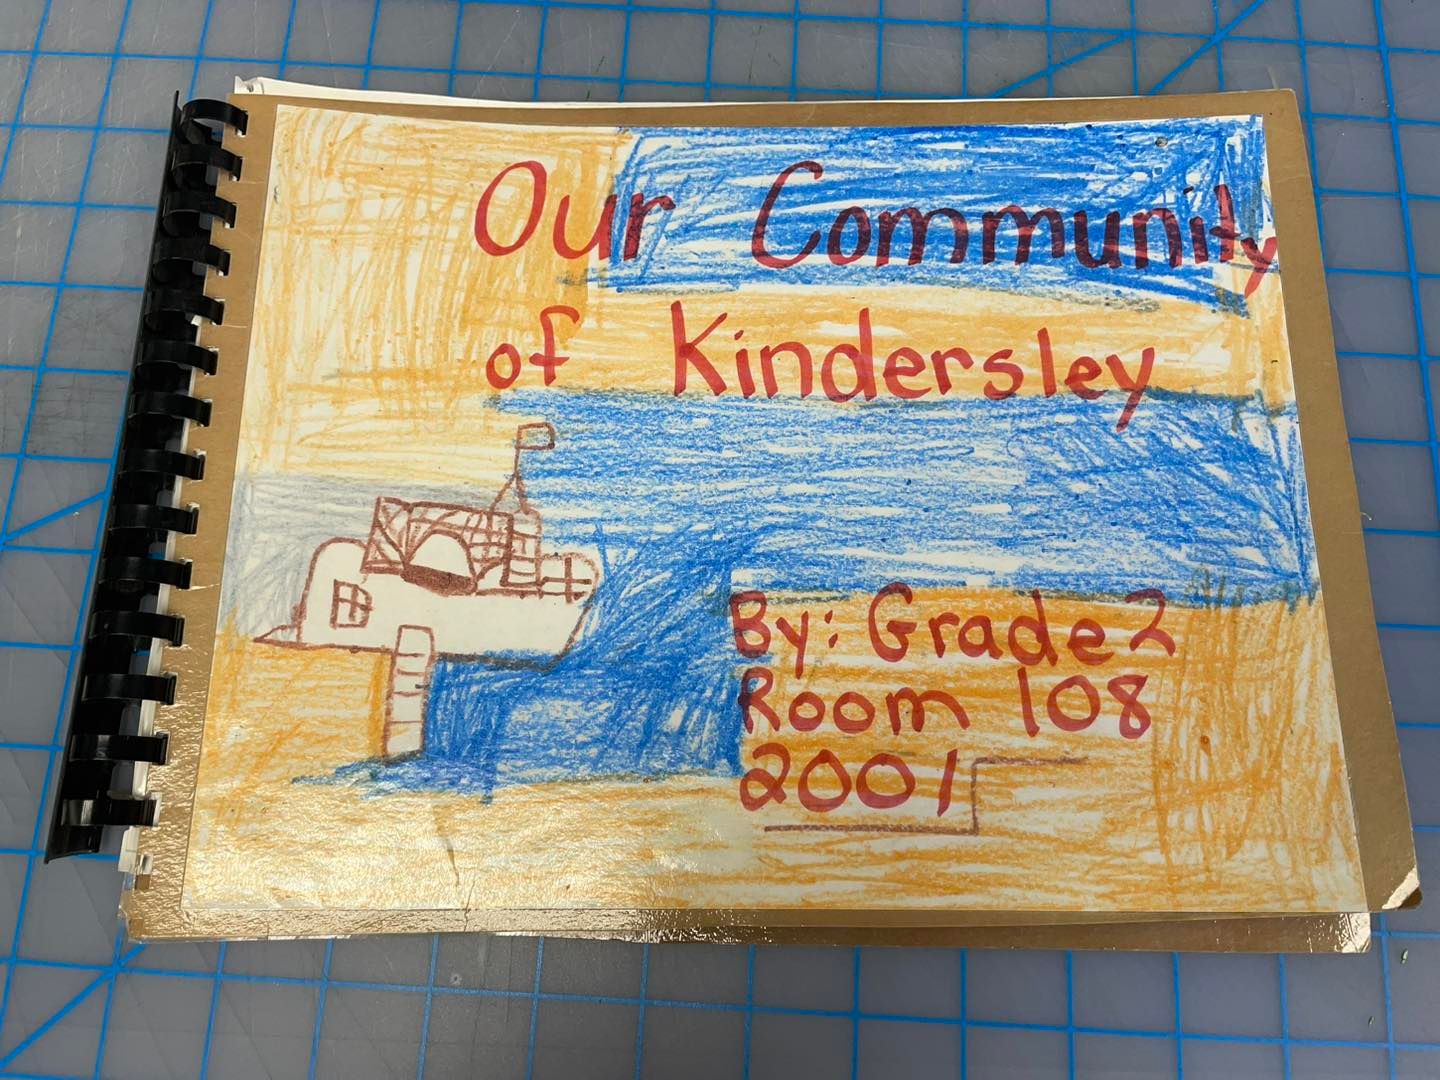 Our Community
of Kindersley
By: Grade 2
Room 108
2001